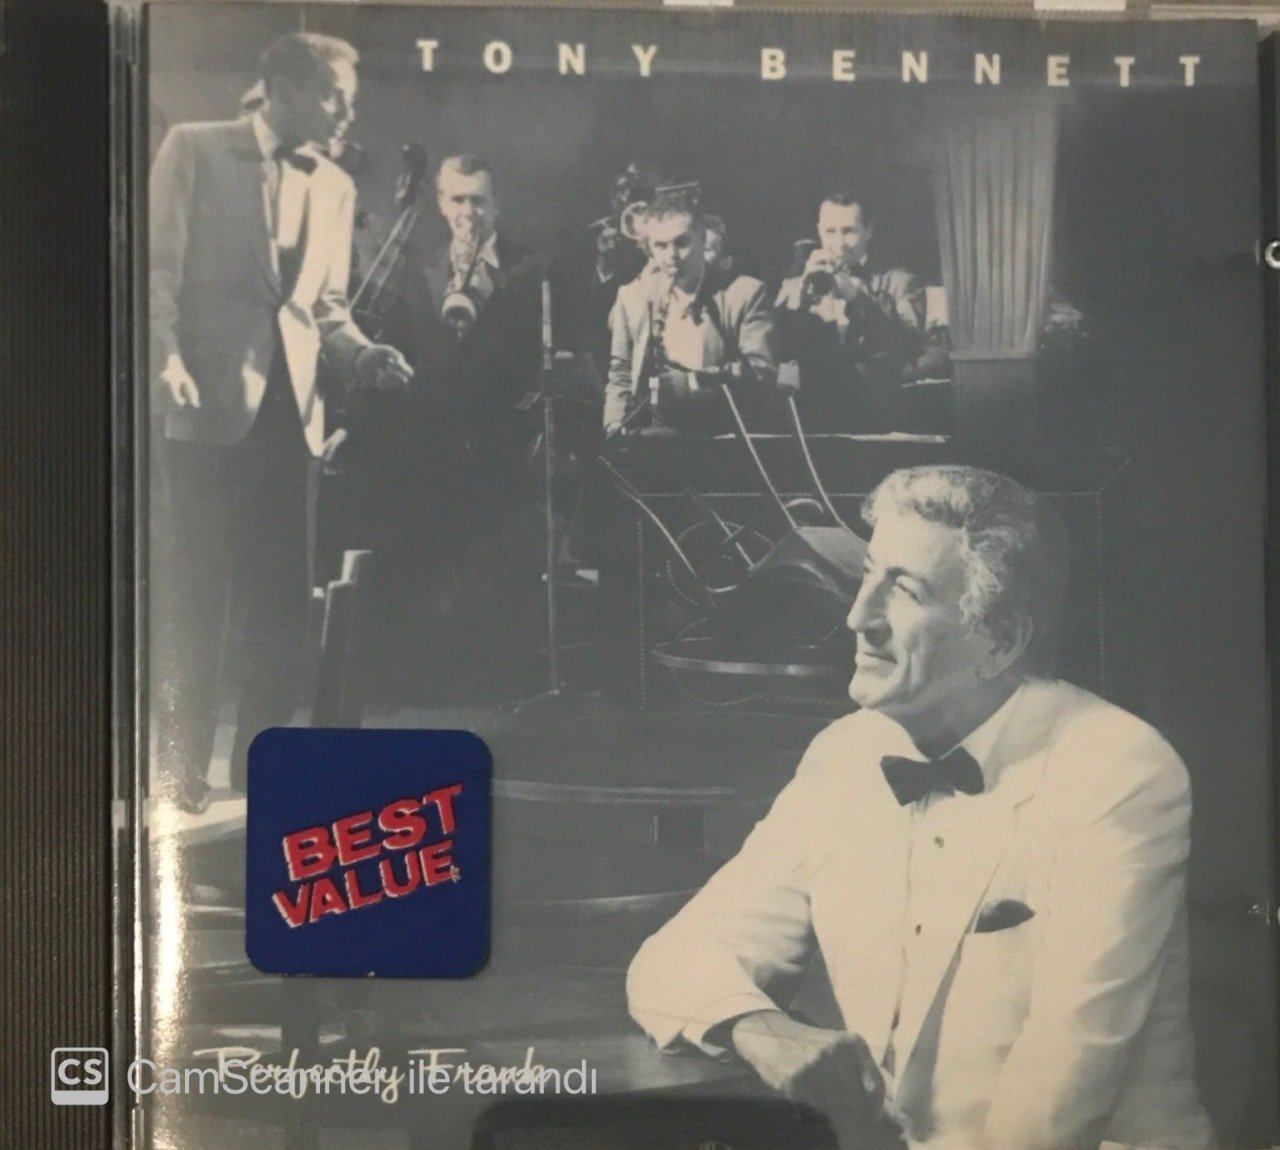 TONY BENNETT
BEST
VALUE
Perfectly Frank
CS CamScanner ile tarandı